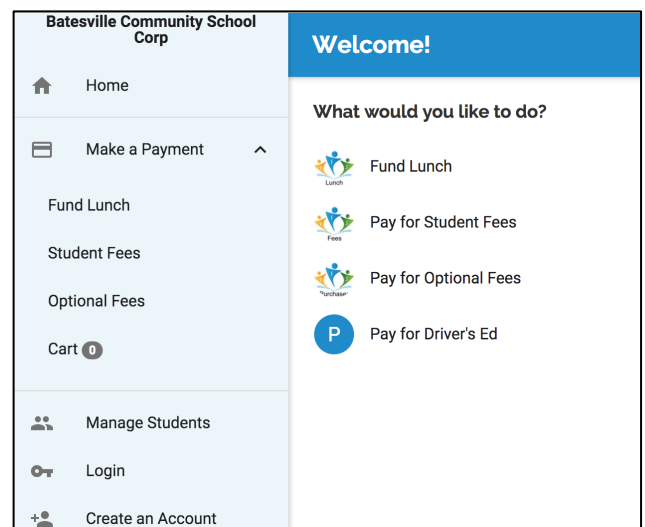 Batesville Community School
Corp
Home
Make a Payment
Fund Lunch
Student Fees
Optional Fees
Cart 0
Manage Students
Login
Create an Account
Welcome!
What would you like to do?
Lunch
Fund Lunch
Fees
Pay for Student Fees
Purchase
Pay for Optional Fees
P
Pay for Driver's Ed